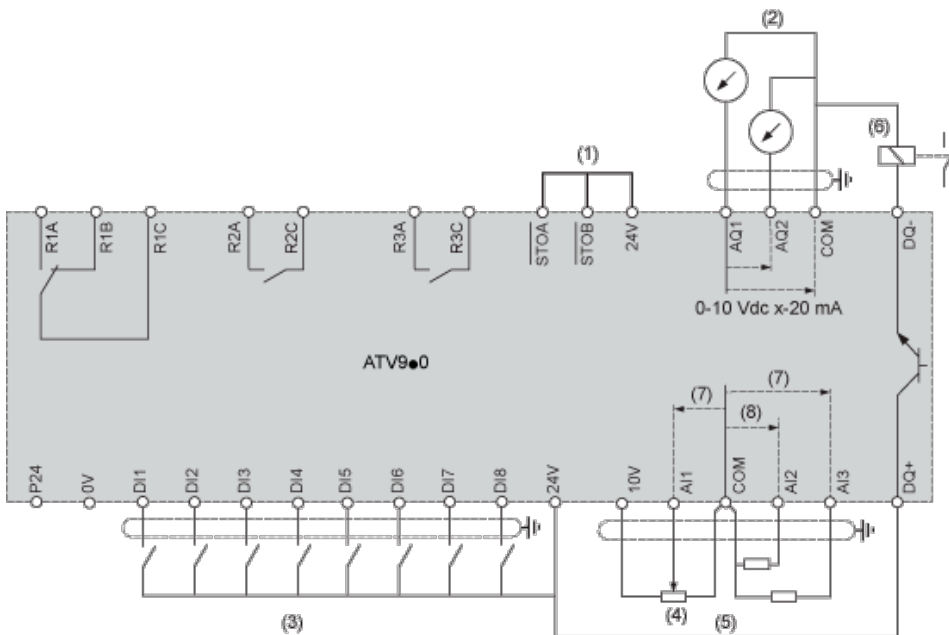 (2)
(6)
(1)
R1A R1B R1C R2A R2C R3A R3C STOA STOB 24V AQ1 AQ2 COM DQ-
0-10 Vdc x-20 mA
ATV9●0
(7)
(7)
(8)
P24 0V DI1 DI2 DI3 DI4 DI5 DI6 DI7 DI8 24V 10V AI1 COM AI2 AI3 DQ+
(3) (4) (5)